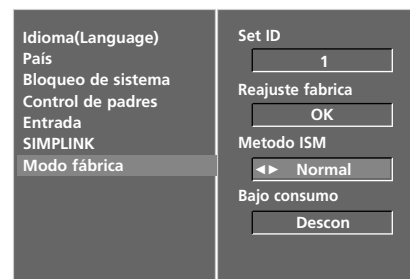 Idioma(Language)
País
Bloqueo de sistema
Control de padres
Entrada
SIMPLINK
Modo fábrica
Set ID
1
Reajuste fabrica
OK
Metodo ISM
◄► Normal
Bajo consumo
Descon